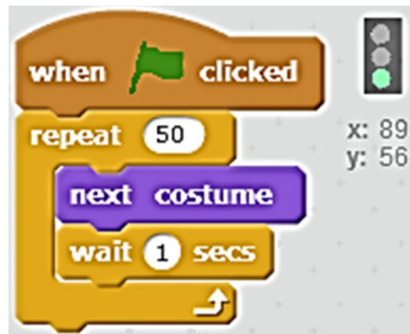 when clicked
repeat 50
x: 89
y: 56
next costume
wait 1 secs